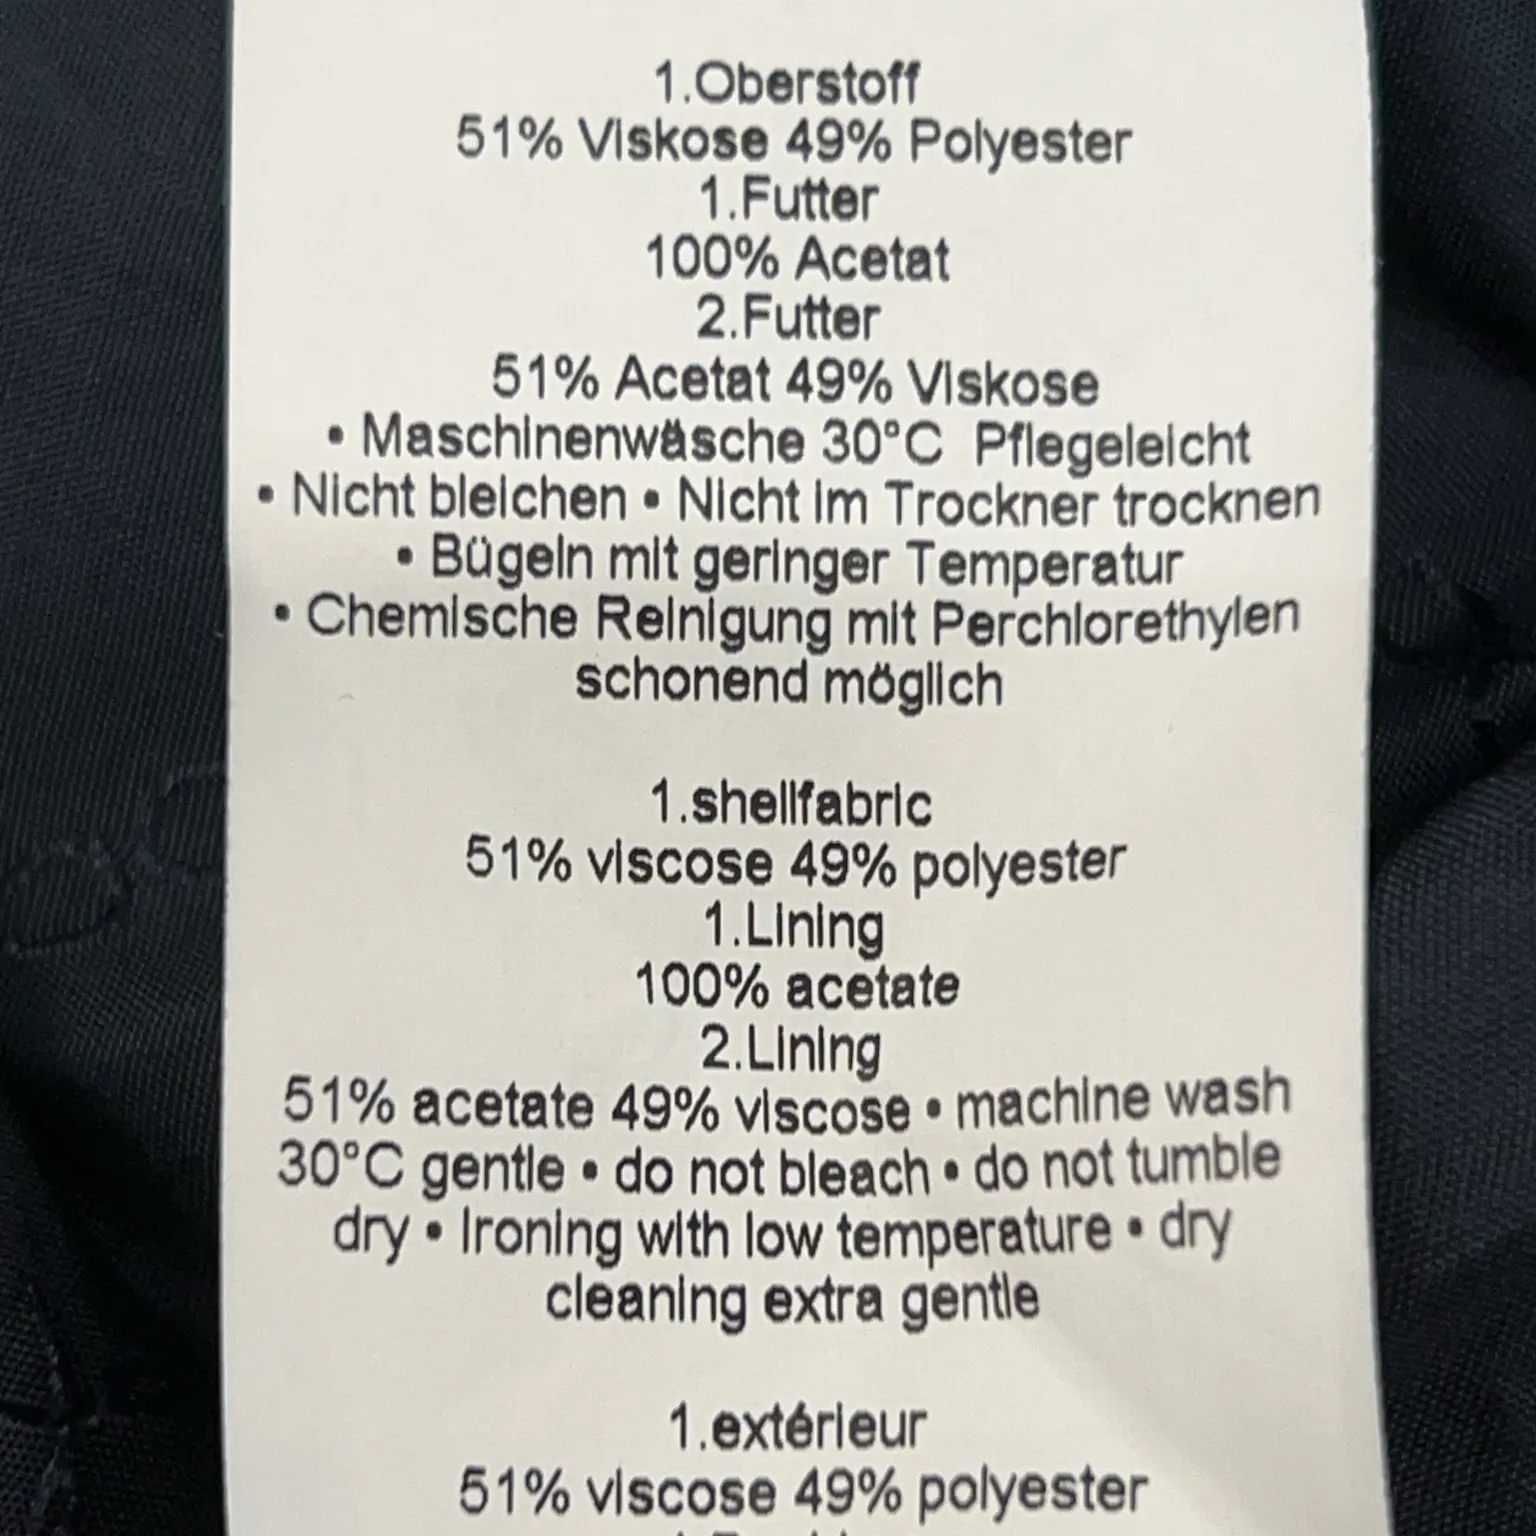 1.Oberstoff
51% Viskose 49% Polyester
1.Futter
100% Acetat
2.Futter
51% Acetat 49% Viskose
• Maschinenwäsche 30°C Pflegeleicht
• Nicht bleichen • Nicht im Trockner trocknen
• Bügeln mit geringer Temperatur
• Chemische Reinigung mit Perchlorethylen
schonend möglich
1.shellfabric
51% viscose 49% polyester
1.Lining
100% acetate
2.Lining
51% acetate 49% viscose • machine wash
30°C gentle • do not bleach • do not tumble
dry • Ironing with low temperature • dry
cleaning extra gentle
1.extérieur
51% viscose 49% polyester